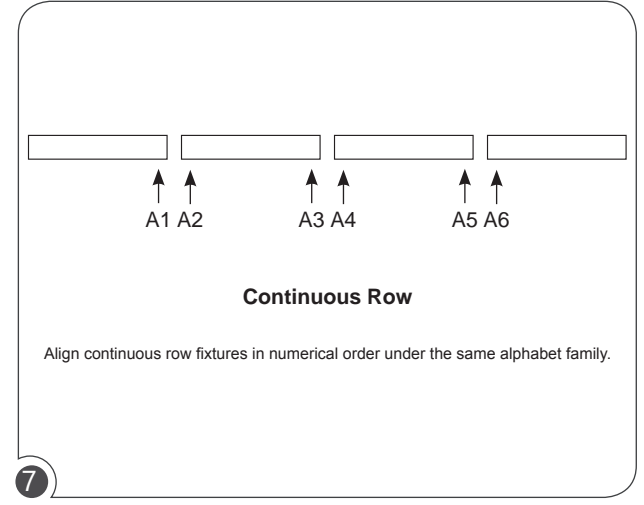 A1 A2 A3 A4 A5 A6
Continuous Row
Align continuous row fixtures in numerical order under the same alphabet family.
7